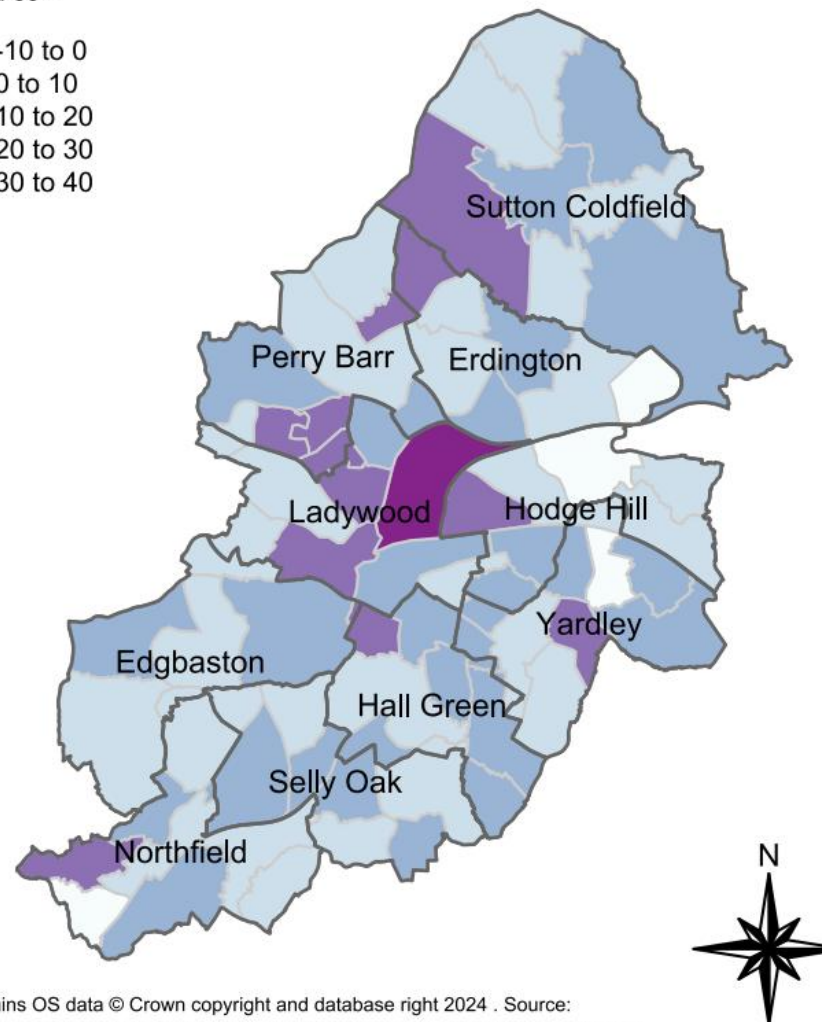 -10 to 0
0 to 10
10 to 20
20 to 30
30 to 40
Sutton Coldfield
Perry Barr
Erdington
Ladywood
Hodge Hill
Yardley
Edgbaston
Hall Green
Selly Oak
Northfield
N
ins OS data © Crown copyright and database right 2024 . Source: